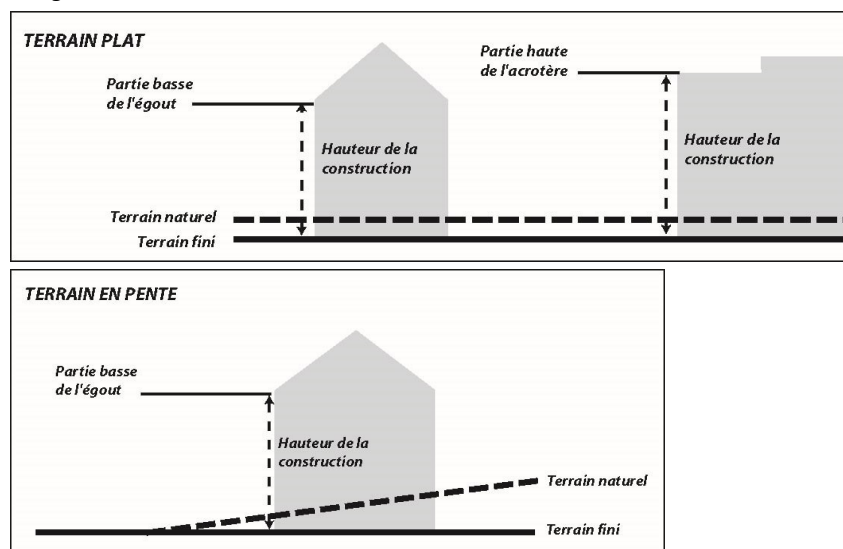 TERRAIN PLAT
Partie basse
de l'égout
Partie haute
de l'acrotère
Hauteur de la
construction
Hauteur de la
construction
Terrain naturel
Terrain fini
TERRAIN EN PENTE
Partie basse
de l'égout
Hauteur de la
construction
Terrain naturel
Terrain fini